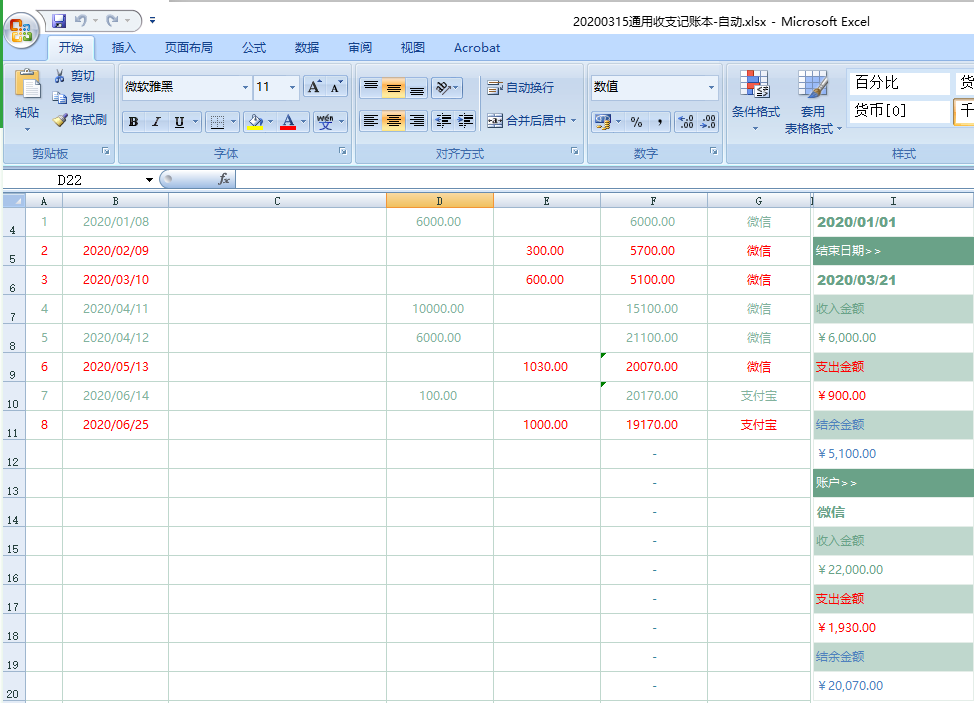 20200315通用收支记账本-自动.xlsx - Microsoft Excel
开始 插入 页面布局 公式 数据 审阅 视图 Acrobat
粘贴 剪切 复制 格式刷
微软雅黑 11 A A
B I U A wén 文
自动换行
合并后居中
数值
% , .0 .00 .00 .0
条件格式 套用 表格格式
百分比 货
货币[0] 千
剪贴板 字体 对齐方式 数字 样式
D22 fx
A B C D E F G I
4 1 2020/01/08 6000.00 6000.00 微信 2020/01/01
5 2 2020/02/09 300.00 5700.00 微信 结束日期>>
6 3 2020/03/10 600.00 5100.00 微信 2020/03/21
7 4 2020/04/11 10000.00 15100.00 微信 收入金额
8 5 2020/04/12 6000.00 21100.00 微信 ¥6,000.00
9 6 2020/05/13 1030.00 20070.00 微信 支出金额
10 7 2020/06/14 100.00 20170.00 支付宝 ¥900.00
11 8 2020/06/25 1000.00 19170.00 支付宝 结余金额
12 - ¥5,100.00
13 - 账户>>
14 - 微信
15 - 收入金额
16 - ¥22,000.00
17 - 支出金额
18 - ¥1,930.00
19 - 结余金额
20 - ¥20,070.00